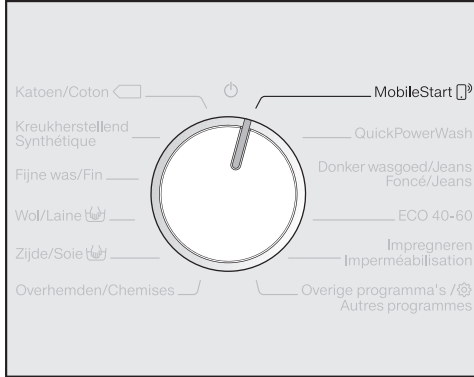 Katoen/Coton
Kreukherstellend
Synthétique
Fijne was/Fin
Wol/Laine
Zijde/Soie
Overhemden/Chemises
MobileStart
QuickPowerWash
Donker wasgoed/Jeans
Foncé/Jeans
ECO 40-60
Impregneren
Imperméabilisation
Overige programma's /
Autres programmes